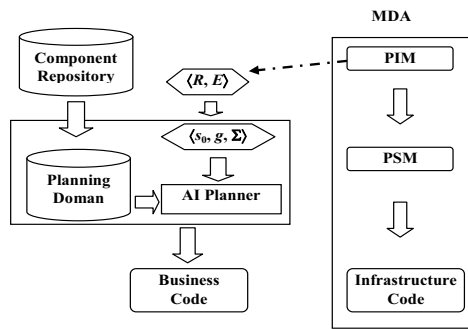 MDA
Component
Repository
⟨R, E⟩
PIM
⟨s₀, g, Σ⟩
Planning
Doman
AI Planner
PSM
Business
Code
Infrastructure
Code